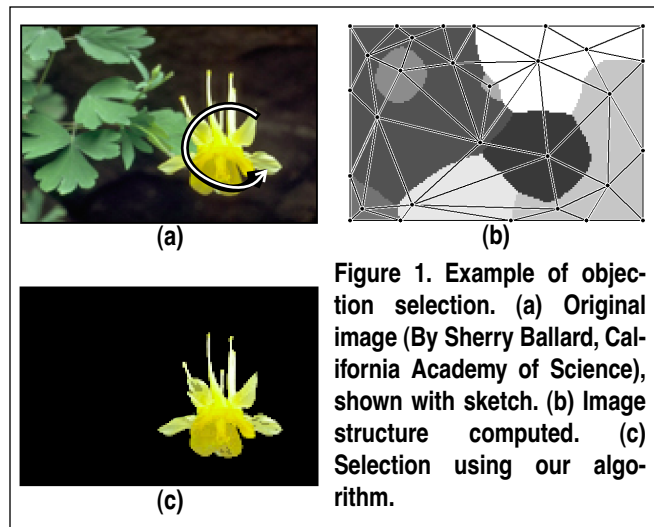 (a)
(b)
(c)
Figure 1. Example of objec-
tion selection. (a) Original
image (By Sherry Ballard, Cal-
ifornia Academy of Science),
shown with sketch. (b) Image
structure computed. (c)
Selection using our algo-
rithm.